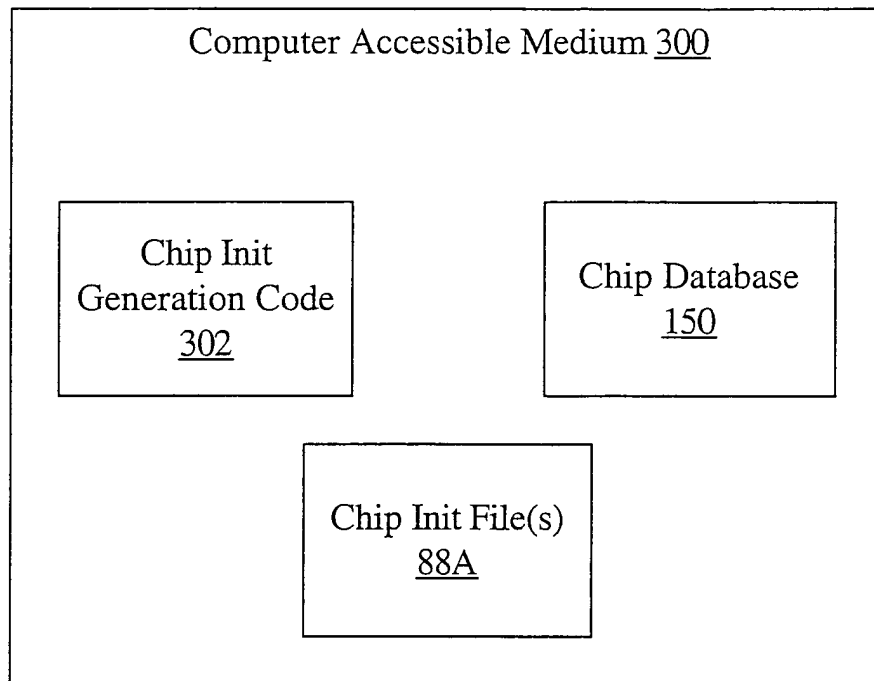 Computer Accessible Medium 300
Chip Init
Generation Code
302
Chip Database
150
Chip Init File(s)
88A